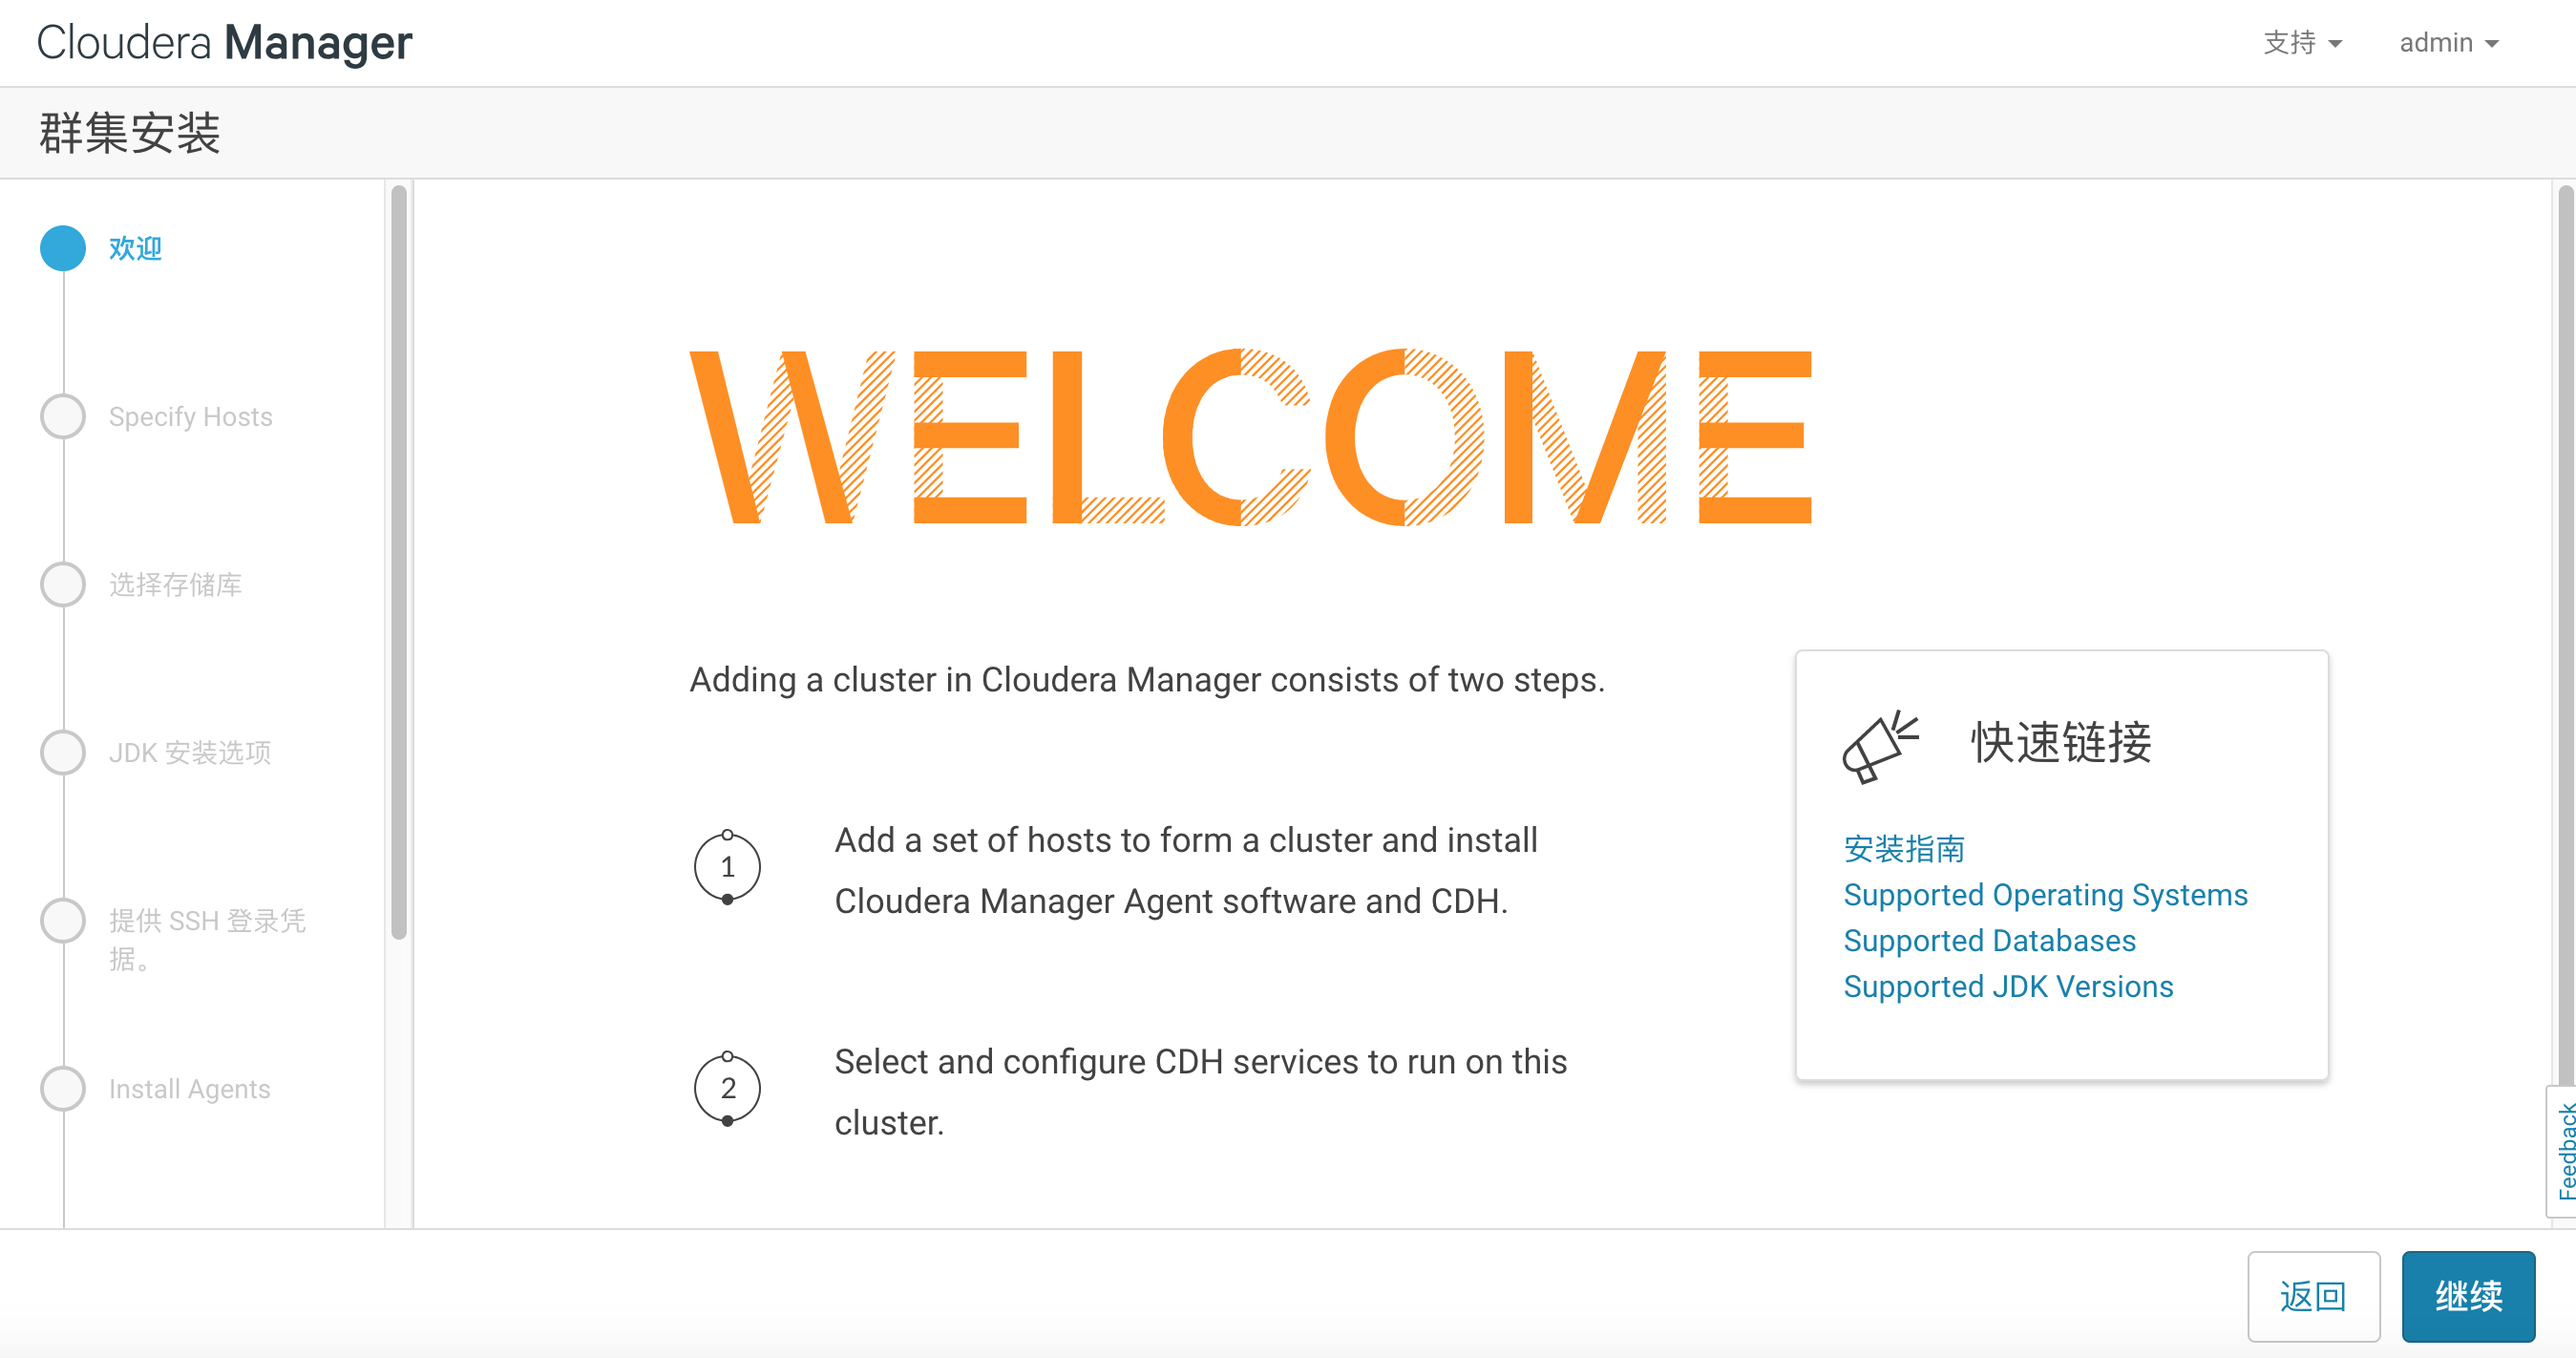 Cloudera Manager
支持
admin
群集安装
欢迎
Specify Hosts
选择存储库
JDK 安装选项
提供 SSH 登录凭
据。
Install Agents
WELCOME
Adding a cluster in Cloudera Manager consists of two steps.
1
Add a set of hosts to form a cluster and install
Cloudera Manager Agent software and CDH.
2
Select and configure CDH services to run on this
cluster.
快速链接
安装指南
Supported Operating Systems
Supported Databases
Supported JDK Versions
Feedback
返回
继续